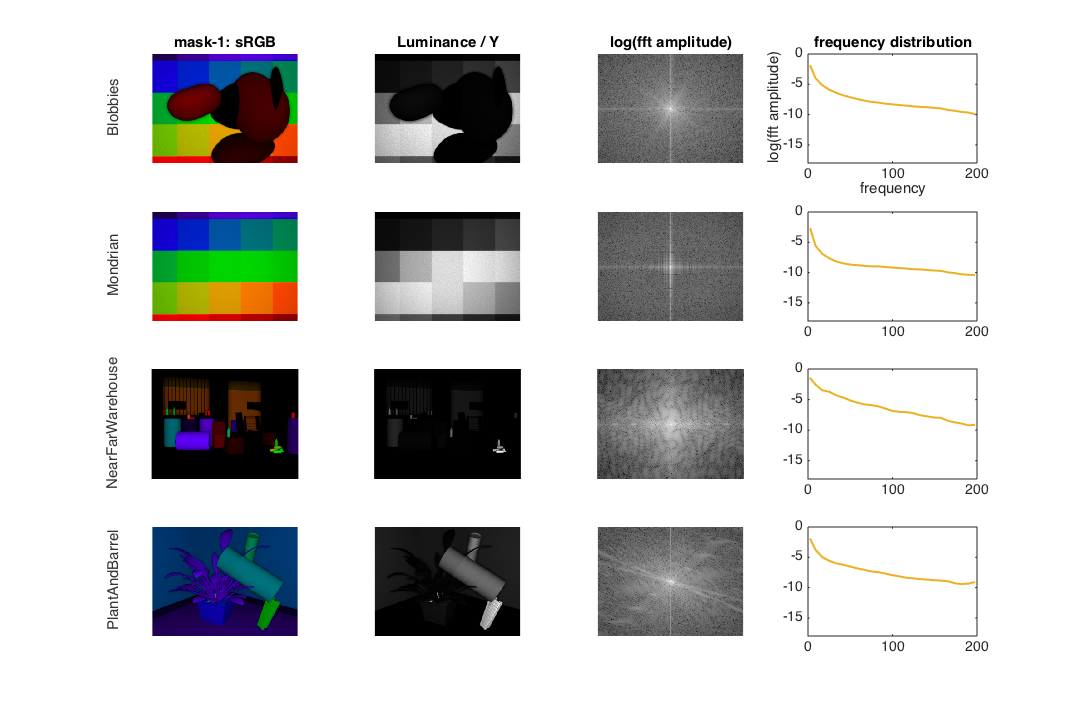 mask-1: sRGB
Luminance / Y
log(fft amplitude)
frequency distribution
Blobbies
log(fft amplitude)
0
-5
-10
-15
0 100 200
frequency
Mondrian
0
-5
-10
-15
0 100 200
NearFarWarehouse
0
-5
-10
-15
0 100 200
PlantAndBarrel
0
-5
-10
-15
0 100 200